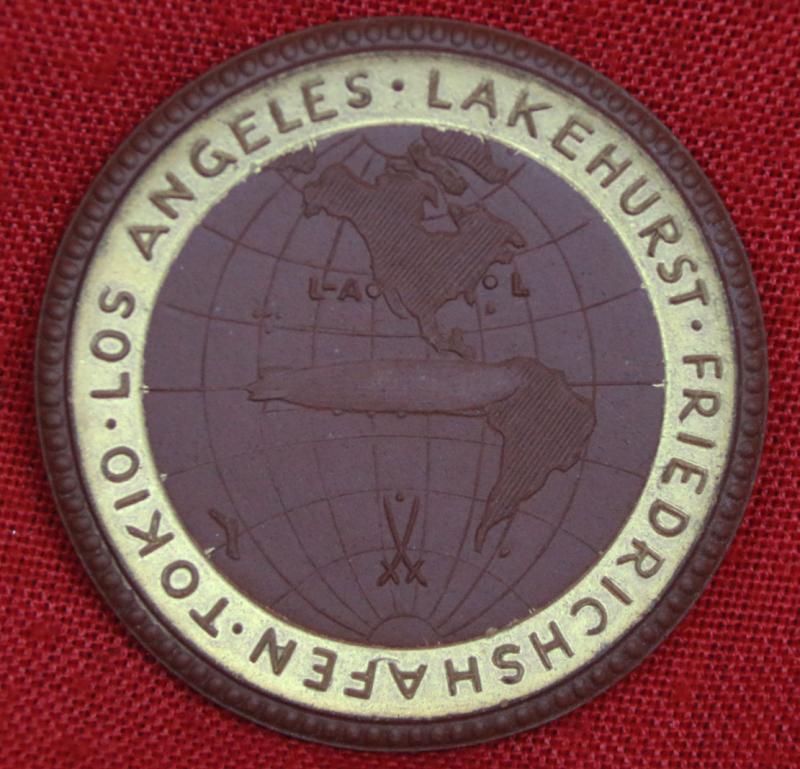 LAKEHURST · FRIEDRICHSHAFEN · TOKIO · LOS ANGELES ·
L-A
L